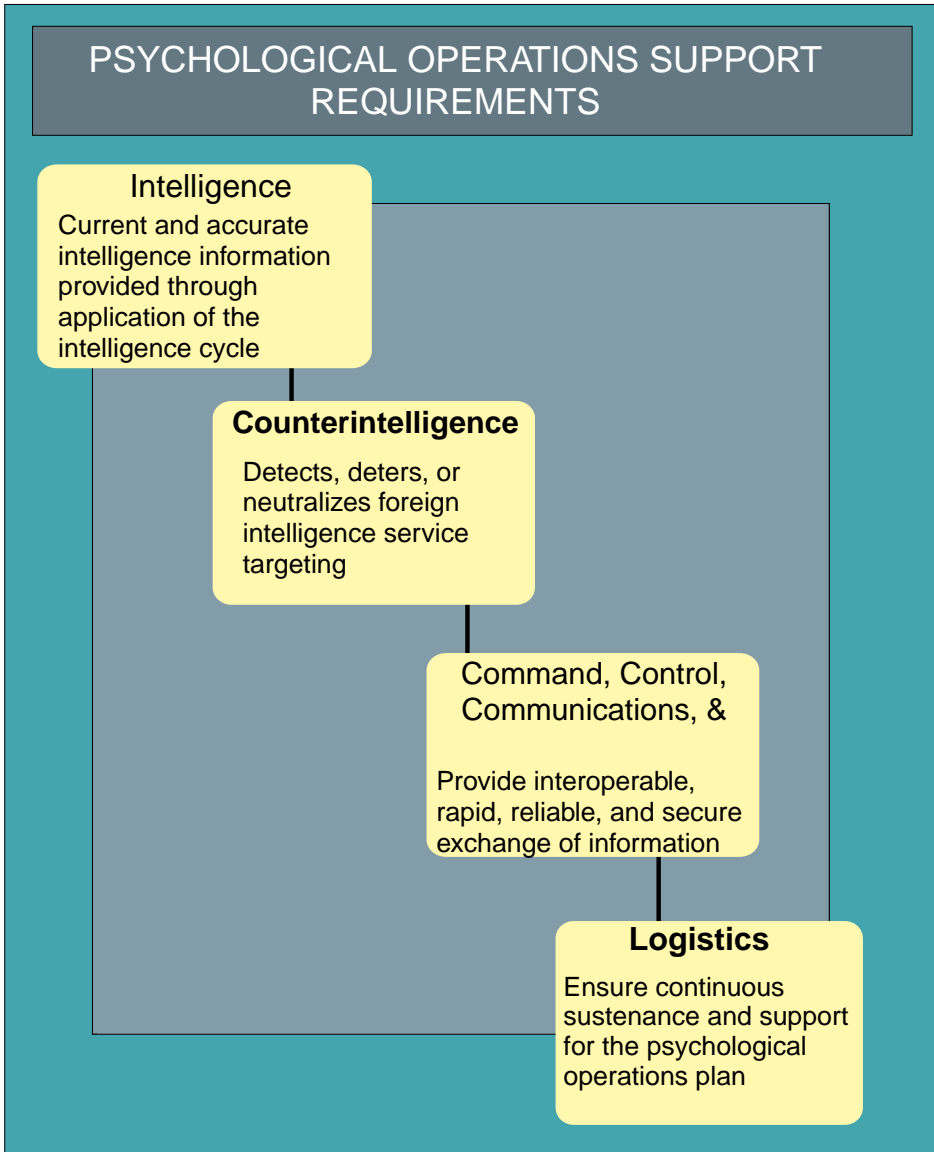 PSYCHOLOGICAL OPERATIONS SUPPORT
REQUIREMENTS
Intelligence
Current and accurate
intelligence information
provided through
application of the
intelligence cycle
Counterintelligence
Detects, deters, or
neutralizes foreign
intelligence service
targeting
Command, Control,
Communications, &
Provide interoperable,
rapid, reliable, and secure
exchange of information
Logistics
Ensure continuous
sustenance and support
for the psychological
operations plan